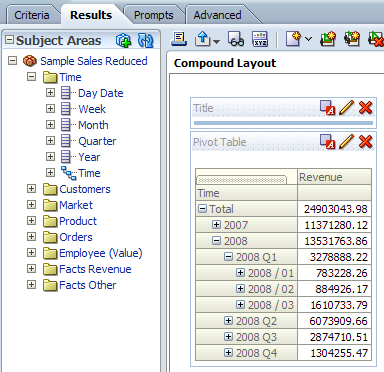 Criteria Results Prompts Advanced
Subject Areas
Sample Sales Reduced
Time
Day Date
Week
Month
Quarter
Year
Time
Customers
Market
Product
Orders
Employee (Value)
Facts Revenue
Facts Other
XYZ
Compound Layout
Title
Pivot Table
Revenue
Time
Total 24903043.98
2007 11371280.12
2008 13531763.86
2008 Q1 3278888.22
2008 / 01 783228.26
2008 / 02 884926.17
2008 / 03 1610733.79
2008 Q2 6073909.66
2008 Q3 2874710.51
2008 Q4 1304255.47